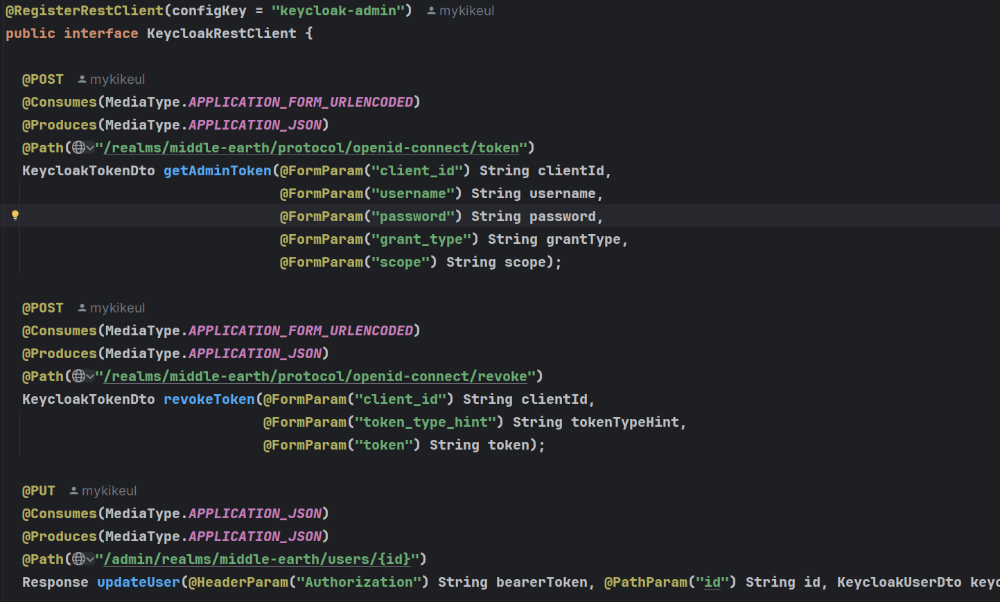 @RegisterRestClient(configKey = "keycloak-admin") mykikeul
public interface KeycloakRestClient {
@POST mykikeul
@Consumes(MediaType.APPLICATION_FORM_URLENCODED)
@Produces(MediaType.APPLICATION_JSON)
@Path("/realms/middle-earth/protocol/openid-connect/token")
KeycloakTokenDto getAdminToken(@FormParam("client_id") String clientId,
@FormParam("username") String username,
@FormParam("password") String password,
@FormParam("grant_type") String grantType,
@FormParam("scope") String scope);
@POST mykikeul
@Consumes(MediaType.APPLICATION_FORM_URLENCODED)
@Produces(MediaType.APPLICATION_JSON)
@Path("/realms/middle-earth/protocol/openid-connect/revoke")
KeycloakTokenDto revokeToken(@FormParam("client_id") String clientId,
@FormParam("token_type_hint") String tokenTypeHint,
@FormParam("token") String token);
@PUT mykikeul
@Consumes(MediaType.APPLICATION_JSON)
@Produces(MediaType.APPLICATION_JSON)
@Path("/admin/realms/middle-earth/users/{id}")
Response updateUser(@HeaderParam("Authorization") String bearerToken, @PathParam("id") String id, KeycloakUserDto